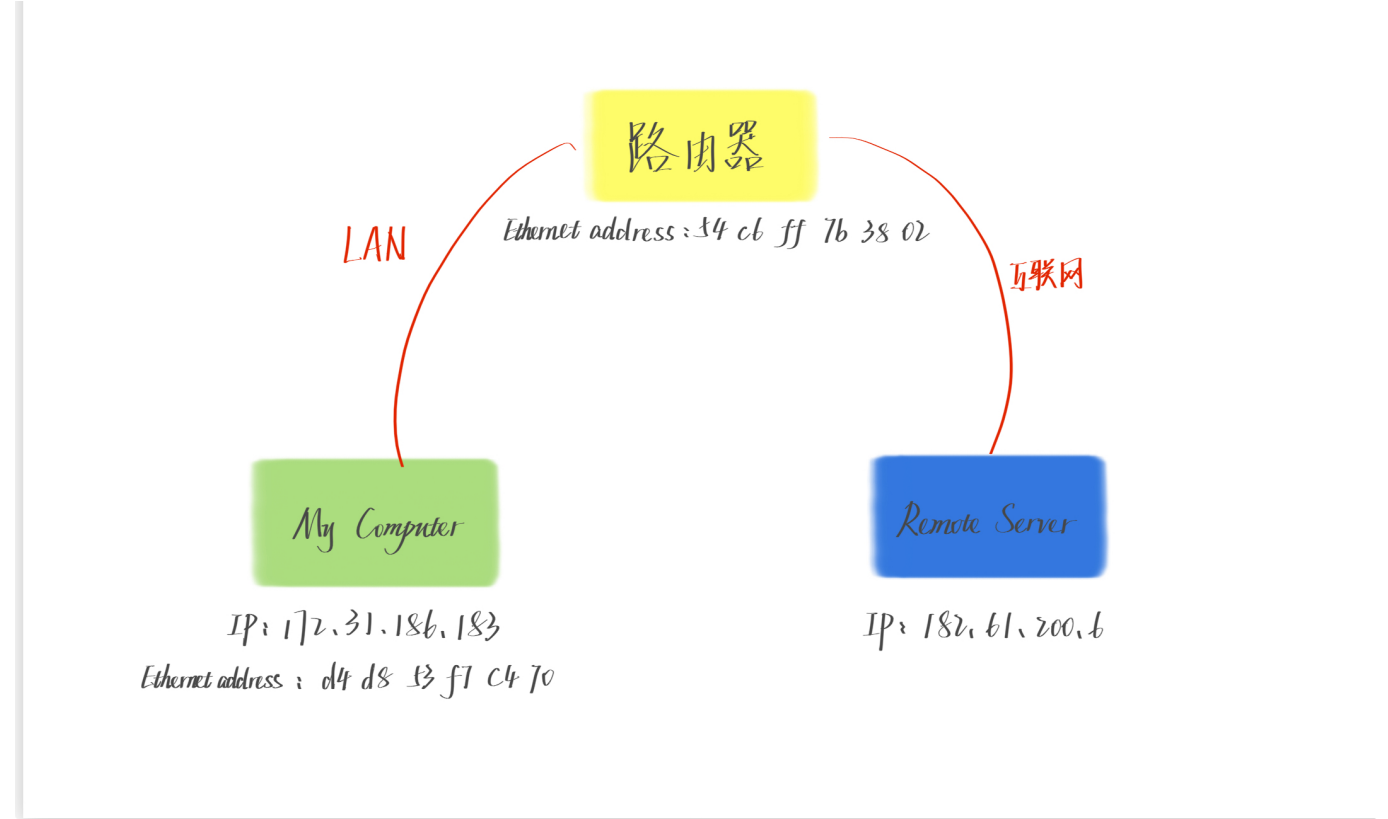 路由器
Ethernet address : 54 c6 ff 7b 38 02
LAN
互联网
My Computer
Remote Server
IP: 172.31.186.183
IP: 182.61.200.6
Ethernet address : d4 d8 53 f7 C4 70